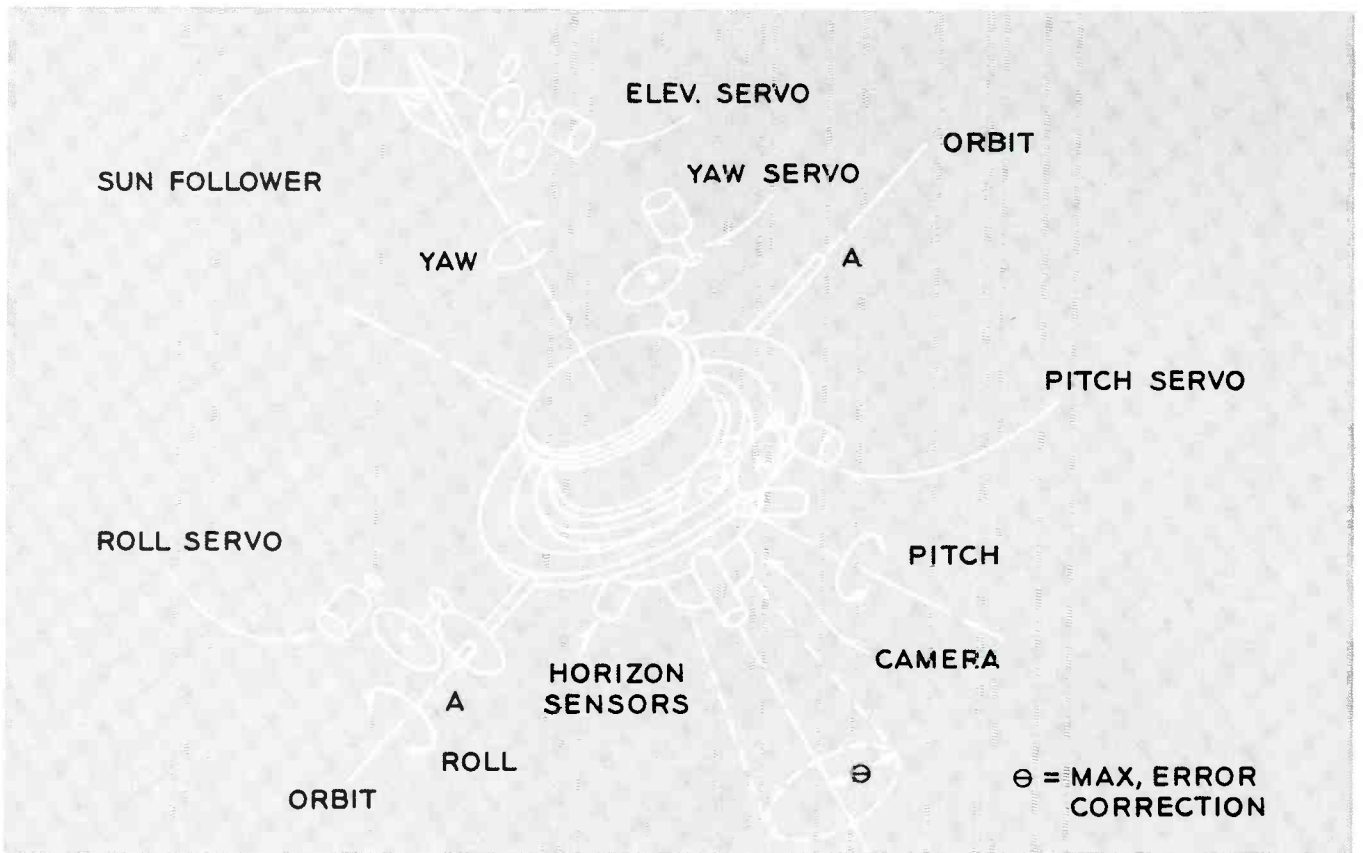 ELEV. SERVO
ORBIT
YAW SERVO
SUN FOLLOWER
YAW
A
PITCH SERVO
ROLL SERVO
PITCH
CAMERA
HORIZON
SENSORS
A
ROLL
ORBIT
Θ
Θ = MAX, ERROR
CORRECTION